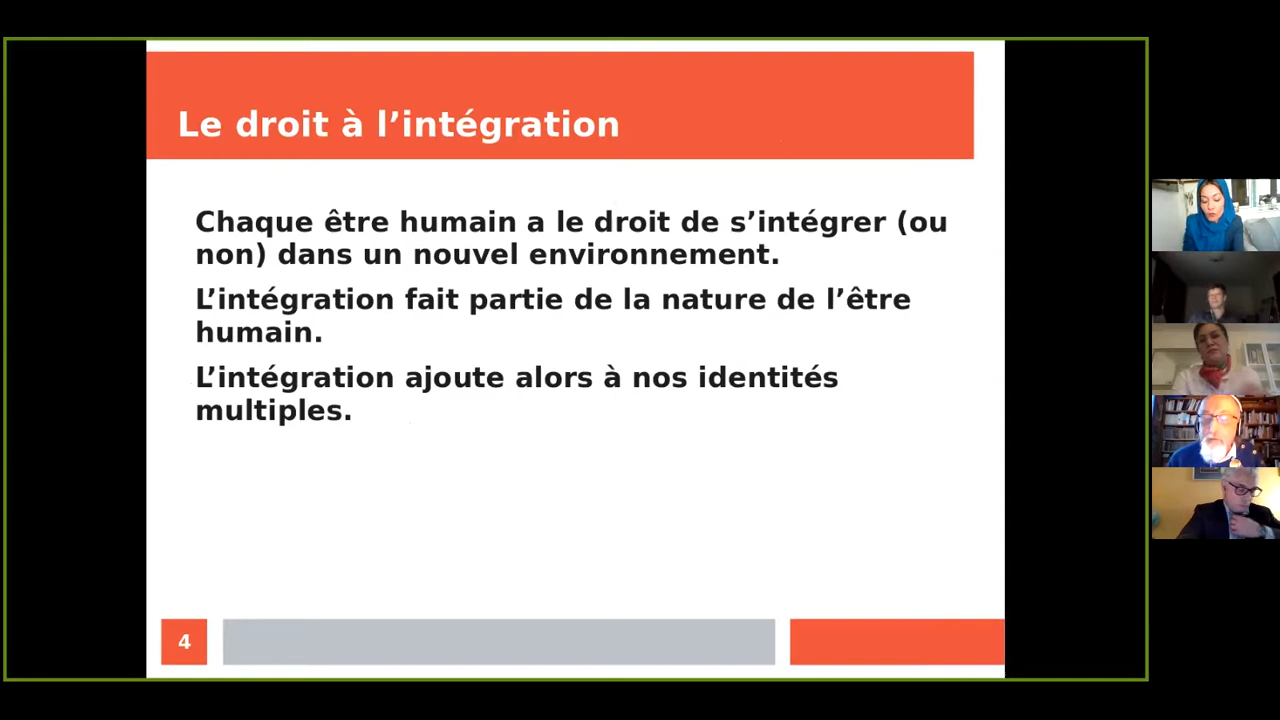 Le droit à l’intégration
Chaque être humain a le droit de s’intégrer (ou
non) dans un nouvel environnement.
L’intégration fait partie de la nature de l’être
humain.
L’intégration ajoute alors à nos identités
multiples.
4